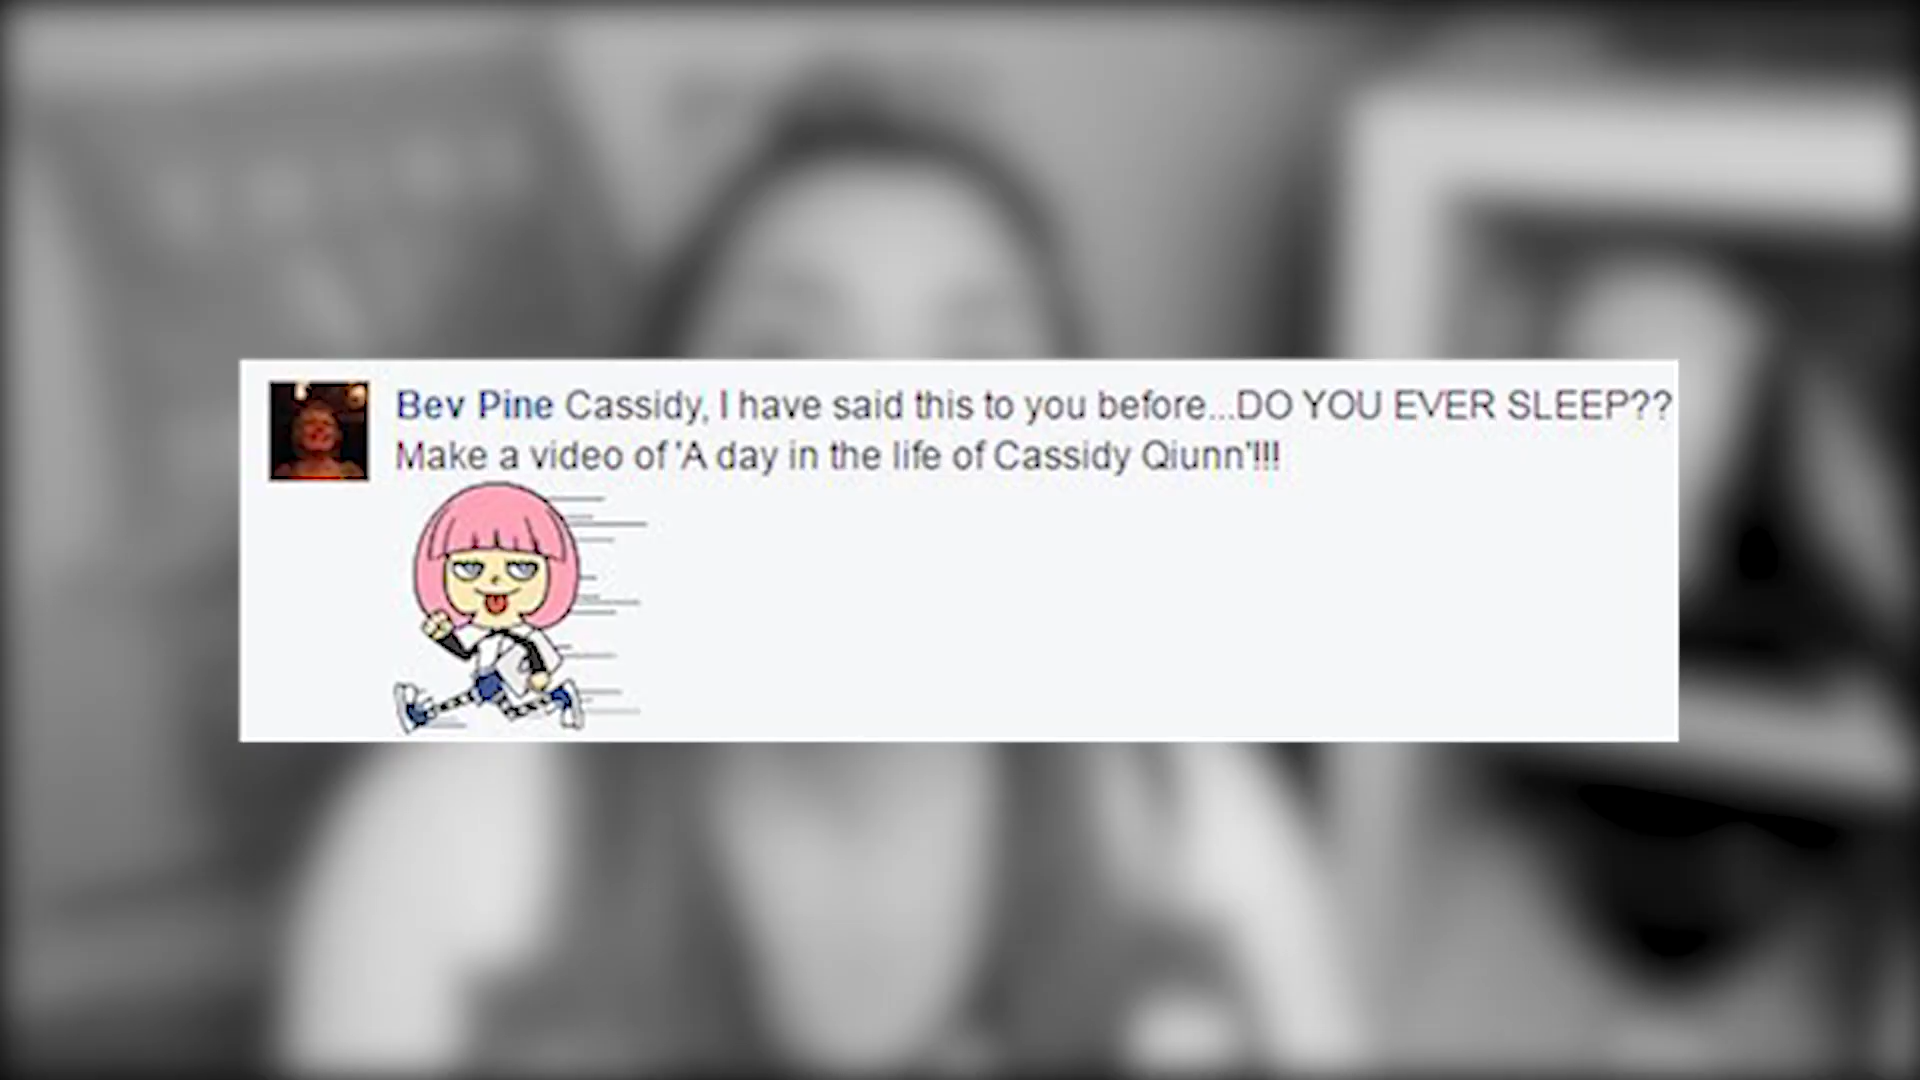 Bev Pine Cassidy, I have said this to you before...DO YOU EVER SLEEP??
Make a video of 'A day in the life of Cassidy Qiunn'!!!